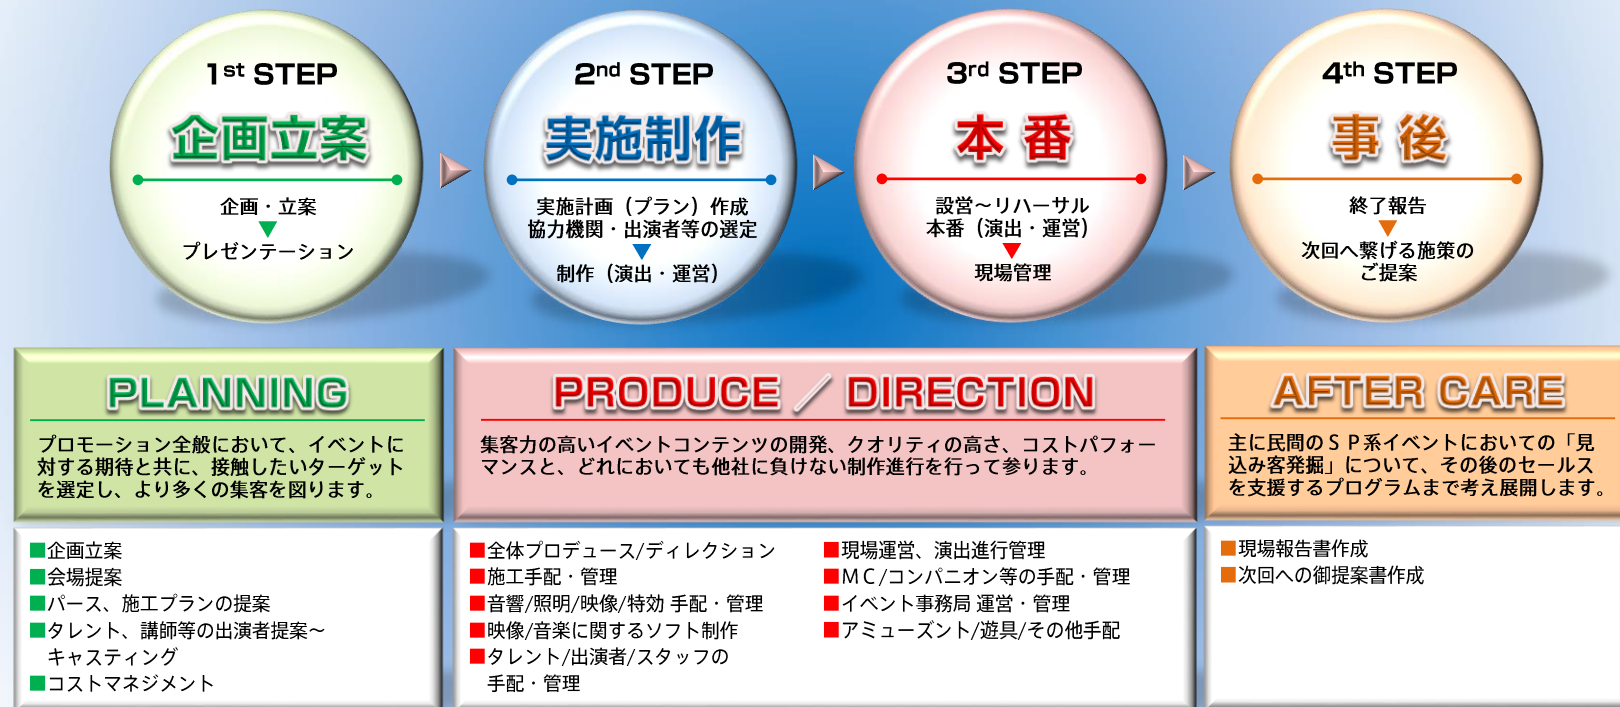 1st STEP
企画立案
企画・立案
プレゼンテーション
2nd STEP
実施制作
実施計画（プラン）作成
協力機関・出演者等の選定
制作（演出・運営）
3rd STEP
本番
設営～リハーサル
本番（演出・運営）
現場管理
4th STEP
事後
終了報告
次回へ繋げる施策の
ご提案
PLANNING
プロモーション全般において、イベントに
対する期待と共に、接触したいターゲット
を選定し、より多くの集客を図ります。
■企画立案
■会場提案
■パース、施工プランの提案
■タレント、講師等の出演者提案～
キャスティング
■コストマネジメント
PRODUCE ／ DIRECTION
集客力の高いイベントコンテンツの開発、クオリティの高さ、コストパフォー
マンスと、どれにおいても他社に負けない制作進行を行って参ります。
■全体プロデュース/ディレクション
■施工手配・管理
■音響/照明/映像/特効 手配・管理
■映像/音楽に関するソフト制作
■タレント/出演者/スタッフの
手配・管理
■現場運営、演出進行管理
■ＭＣ/コンパニオン等の手配・管理
■イベント事務局 運営・管理
■アミューズント/遊具/その他手配
AFTER CARE
主に民間のＳＰ系イベントにおいての「見
込み客発掘」について、その後のセールス
を支援するプログラムまで考え展開します。
■現場報告書作成
■次回への御提案書作成